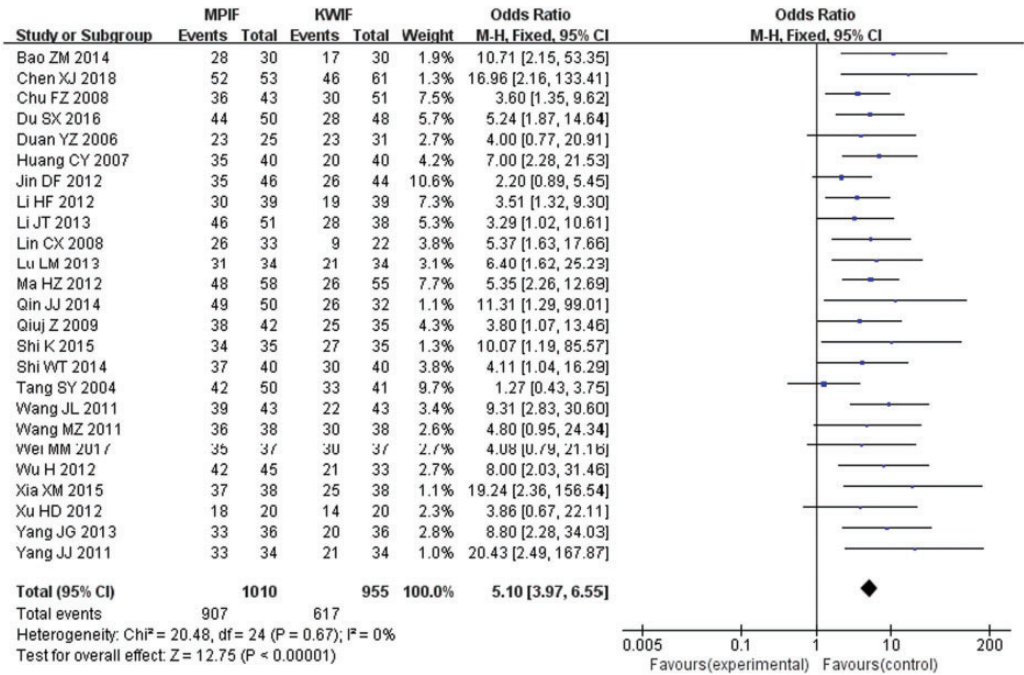 MPIF KWIF Odds Ratio Odds Ratio
Study or Subgroup Events Total Events Total Weight M-H, Fixed, 95% CI M-H, Fixed, 95% CI
Bao ZM 2014 28 30 17 30 1.9% 10.71 [2.15, 53.35]
Chen XJ 2018 52 53 46 61 1.3% 16.96 [2.16, 133.41]
Chu FZ 2008 36 43 30 51 7.5% 3.60 [1.35, 9.62]
Du SX 2016 44 50 28 48 5.7% 5.24 [1.87, 14.64]
Duan YZ 2006 23 25 23 31 2.7% 4.00 [0.77, 20.91]
Huang CY 2007 35 40 20 40 4.2% 7.00 [2.28, 21.53]
Jin DF 2012 35 46 26 44 10.6% 2.20 [0.89, 5.45]
Li HF 2012 30 39 19 39 7.3% 3.51 [1.32, 9.30]
Li JT 2013 46 51 28 38 5.3% 3.29 [1.02, 10.61]
Lin CX 2008 26 33 9 22 3.8% 5.37 [1.63, 17.66]
Lu LM 2013 31 34 21 34 3.1% 6.40 [1.62, 25.23]
Ma HZ 2012 48 58 26 55 7.7% 5.35 [2.26, 12.69]
Qin JJ 2014 49 50 26 32 1.1% 11.31 [1.29, 99.01]
Qiuj Z 2009 38 42 25 35 4.3% 3.80 [1.07, 13.46]
Shi K 2015 34 35 27 35 1.3% 10.07 [1.19, 85.57]
Shi WT 2014 37 40 30 40 3.8% 4.11 [1.04, 16.29]
Tang SY 2004 42 50 33 41 9.7% 1.27 [0.43, 3.75]
Wang JL 2011 39 43 22 43 3.4% 9.31 [2.83, 30.60]
Wang MZ 2011 36 38 30 38 2.6% 4.80 [0.95, 24.34]
Wei MM 2017 35 37 30 37 2.7% 4.08 [0.79, 21.16]
Wu H 2012 42 45 21 33 2.7% 8.00 [2.03, 31.46]
Xia XM 2015 37 38 25 38 1.1% 19.24 [2.36, 156.54]
Xu HD 2012 18 20 14 20 2.4% 3.86 [0.67, 22.11]
Yang JG 2013 33 36 20 36 2.8% 8.80 [2.28, 34.03]
Yang JJ 2011 33 34 21 34 1.0% 20.43 [2.49, 167.87]
Total (95% CI) 1010 955 100.0% 5.10 [3.97, 6.55]
Total events 907 617
Heterogeneity: Chi² = 20.48, df = 24 (P = 0.67); I² = 0%
Test for overall effect: Z = 12.75 (P < 0.00001)
0.005 0.1 1 10 200
Favours(experimental) Favours(control)